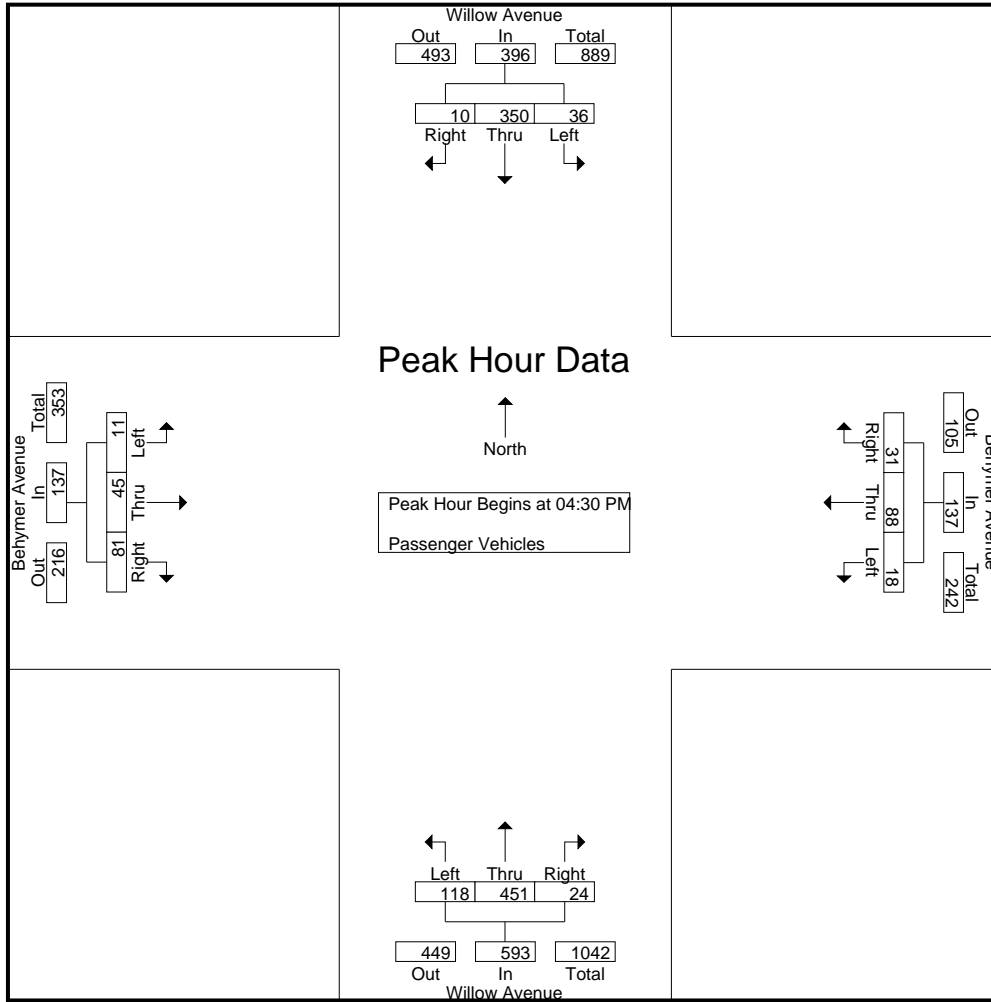 Willow Avenue
Out In Total
493 396 889
10 350 36
Right Thru Left
Peak Hour Data
North
Peak Hour Begins at 04:30 PM
Passenger Vehicles
Behymer Avenue
Total In Out
353 137 216
11 45 81
Left Thru Right
Behymer Avenue
Out In Total
105 137 242
31 88 18
Right Thru Left
Left Thru Right
118 451 24
449 593 1042
Out In Total
Willow Avenue